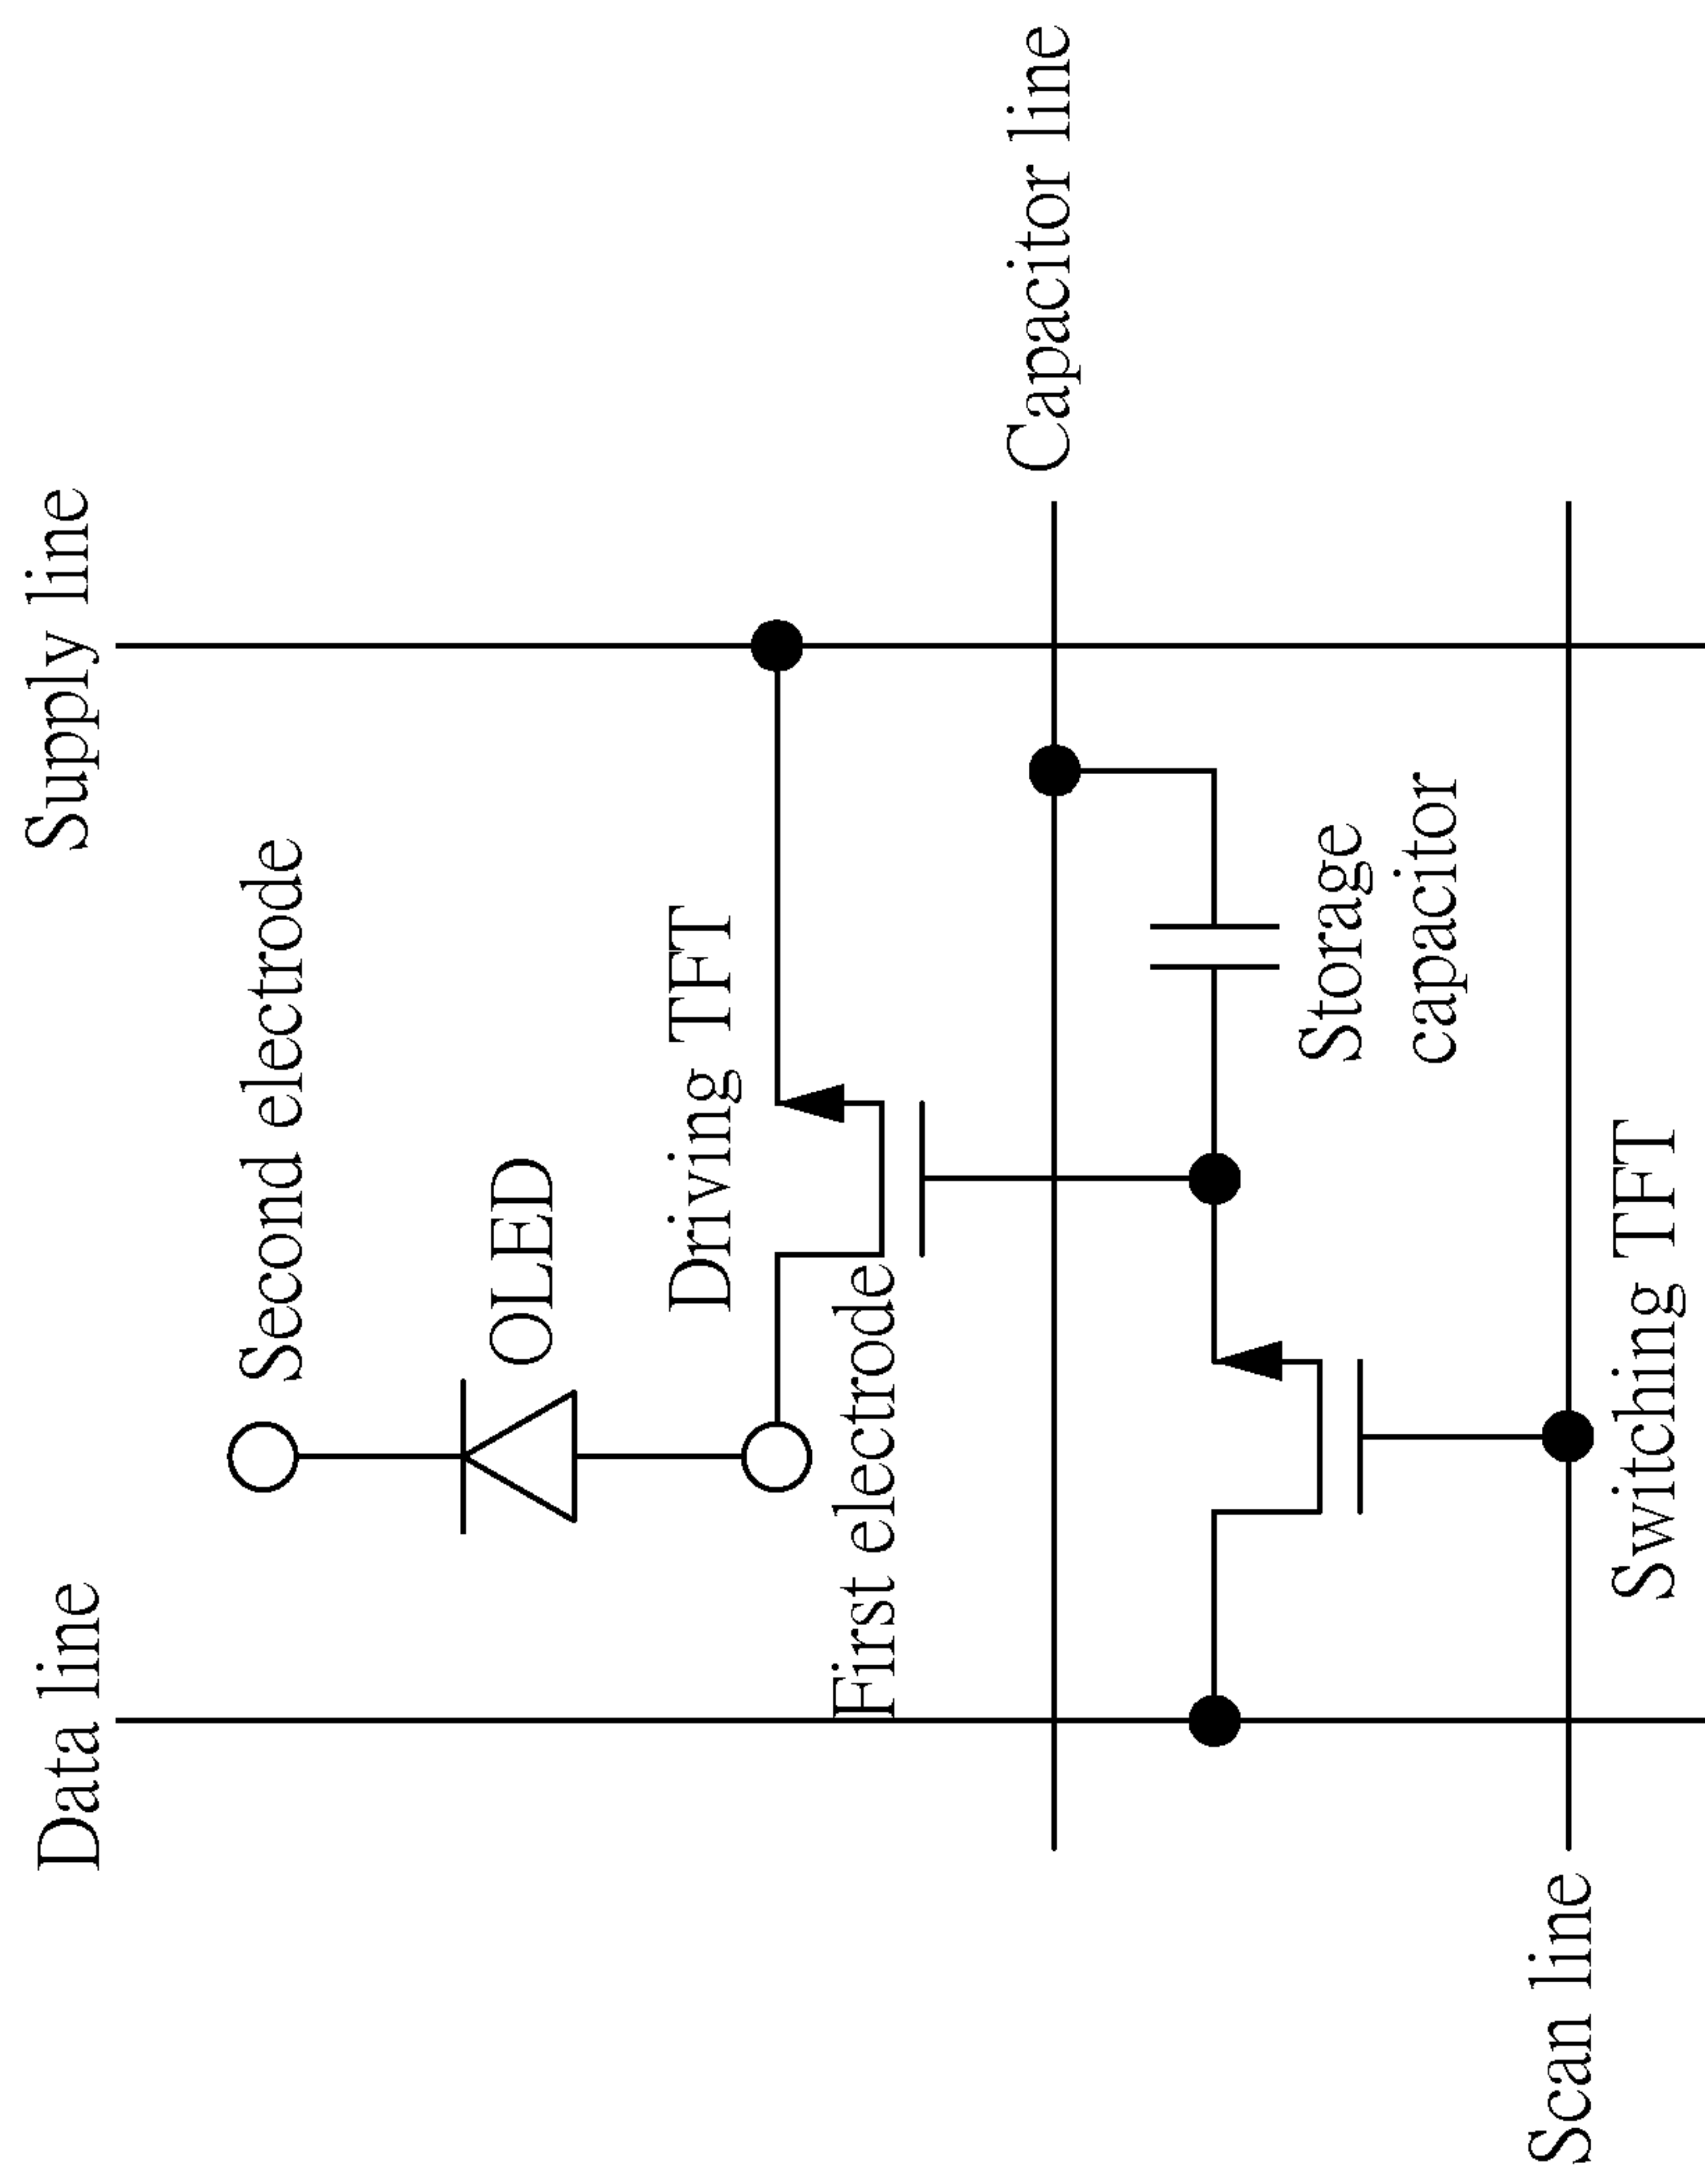 Data line
Supply line
Second electrode
OLED
Driving TFT
First electrode
Capacitor line
Storage
capacitor
Scan line
Switching TFT